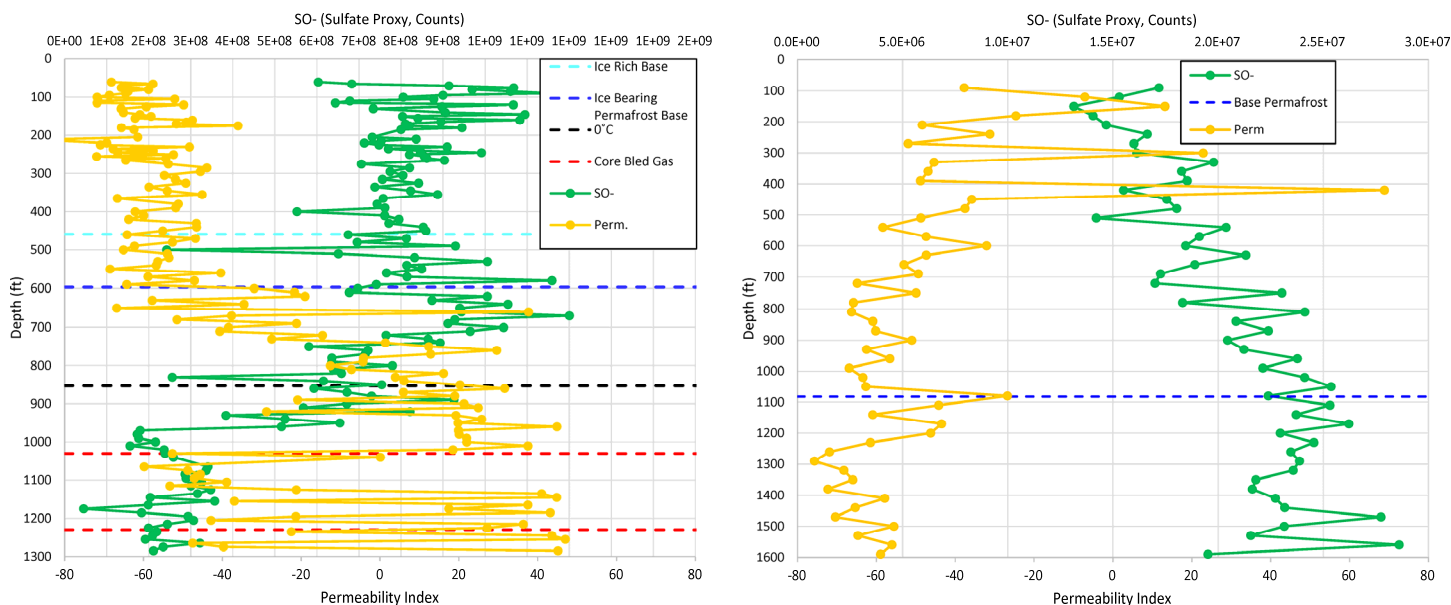 SO- (Sulfate Proxy, Counts)
0E+00 1E+08 2E+08 3E+08 4E+08 5E+08 6E+08 7E+08 8E+08 9E+08 1E+09 1E+09 1E+09 1E+09 1E+09 2E+09
0
100
200
300
400
500
600
700
800
900
1000
1100
1200
1300
Depth (ft)
Ice Rich Base
Ice Bearing
Permafrost Base
0˚C
Core Bled Gas
SO-
Perm.
-80 -60 -40 -20 0 20 40 60 80
Permeability Index
SO- (Sulfate Proxy, Counts)
0.0E+00 5.0E+06 1.0E+07 1.5E+07 2.0E+07 2.5E+07 3.0E+07
0
100
200
300
400
500
600
700
800
900
1000
1100
1200
1300
1400
1500
1600
Depth (ft)
SO-
Base Permafrost
Perm
-80 -60 -40 -20 0 20 40 60 80
Permeability Index